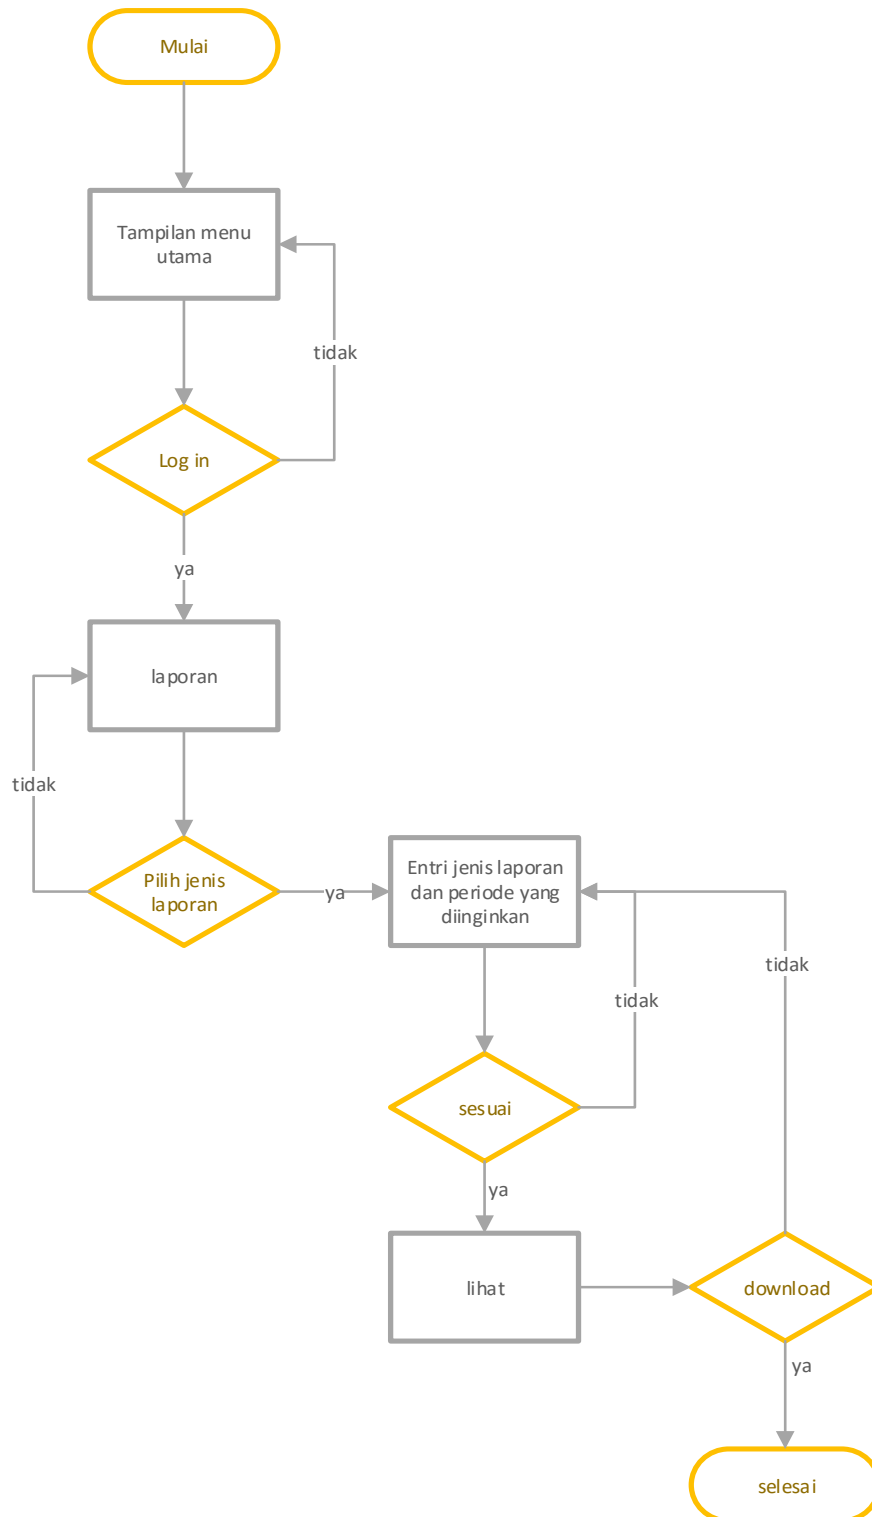 Mulai
Tampilan menu
utama
tidak
Log in
ya
laporan
tidak
Pilih jenis
laporan
ya
Entri jenis laporan
dan periode yang
diinginkan
tidak
tidak
sesuai
ya
lihat
download
ya
selesai